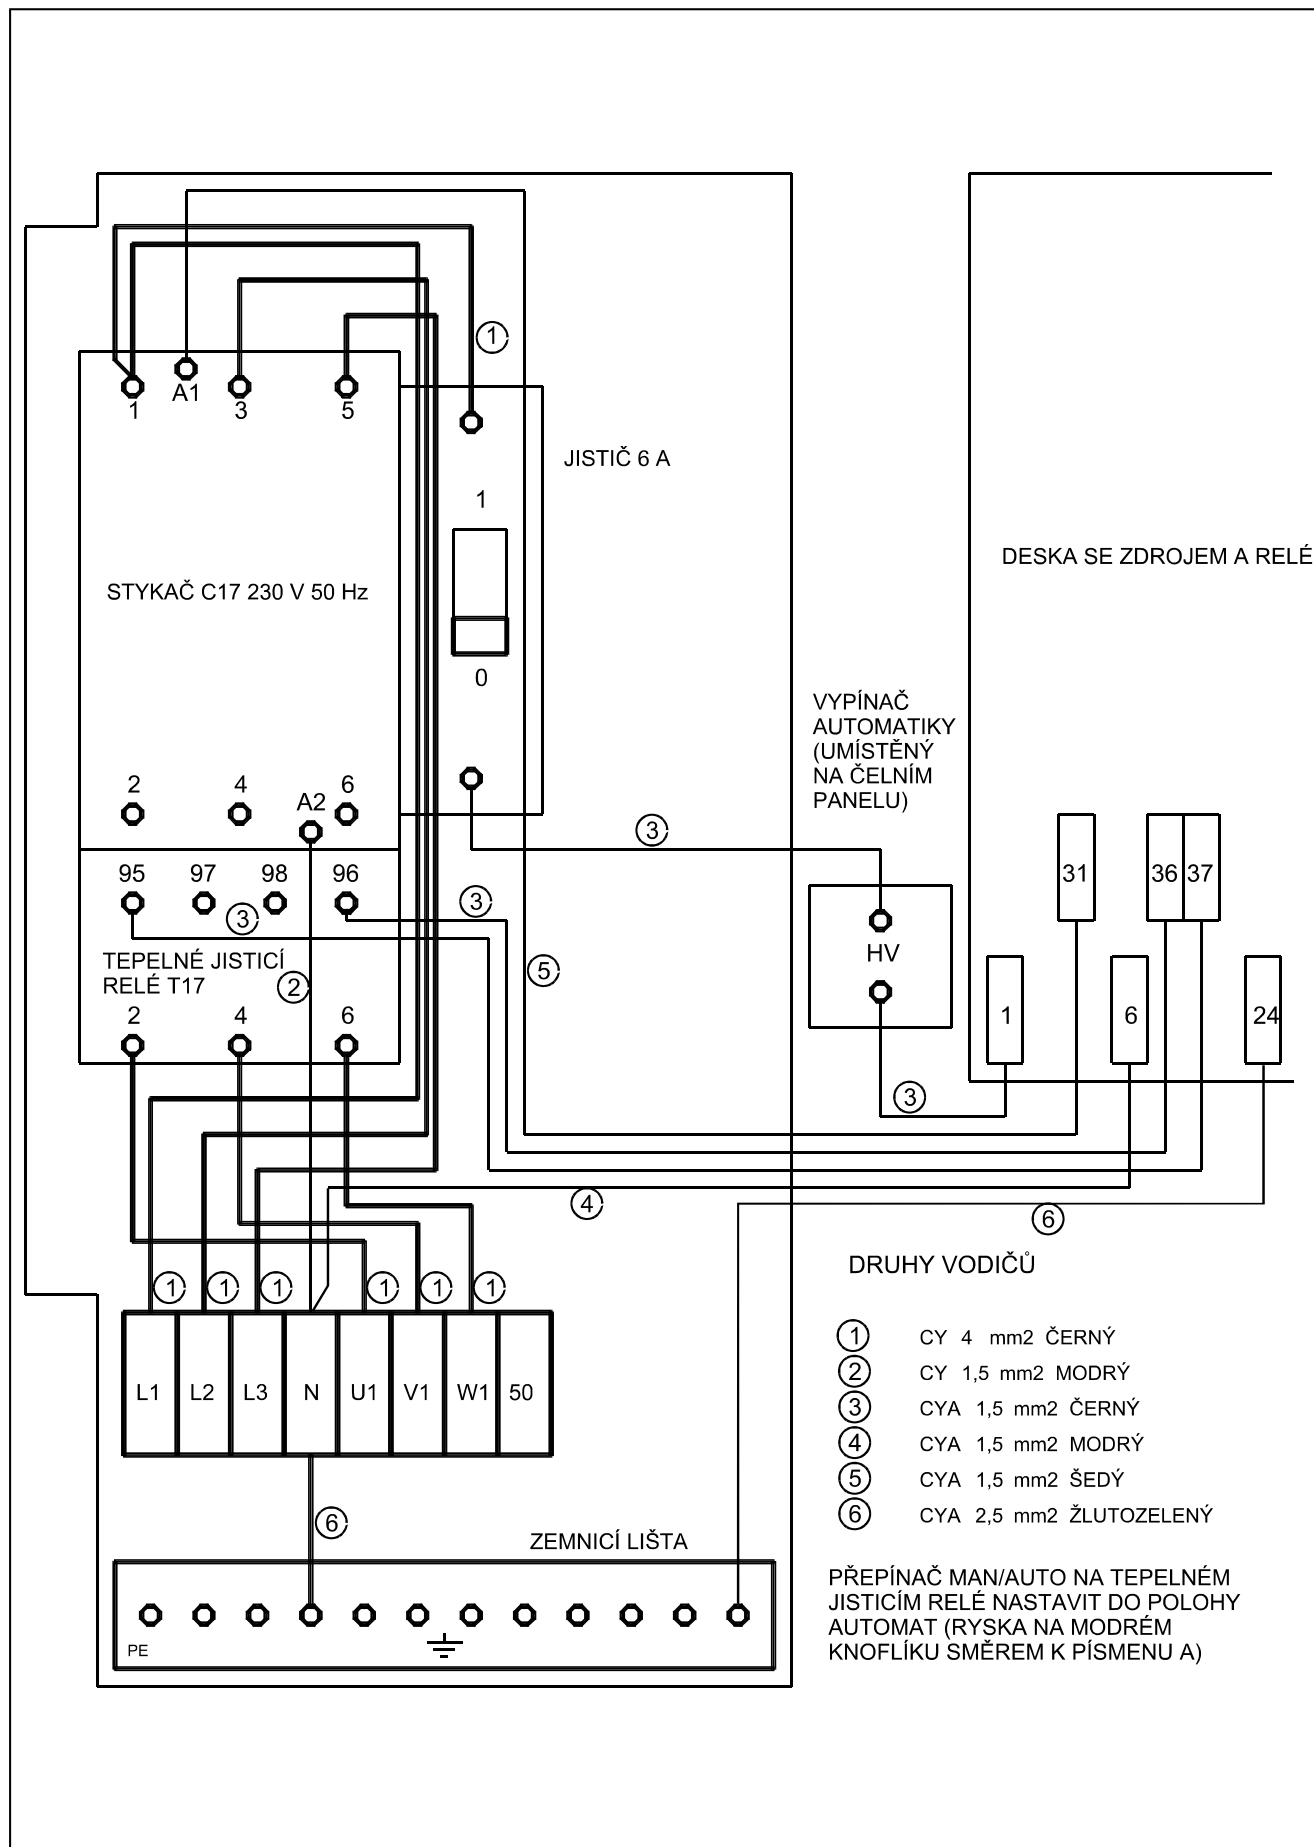 1
1
A1
3
5
JISTIČ 6 A
1
DESKA SE ZDROJEM A RELÉ
STYKAČ C17 230 V 50 Hz
0
VYPÍNAČ
AUTOMATIKY
(UMÍSTĚNÝ
NA ČELNÍM
PANELU)
2
4
A2
6
3
95
97
98
96
31
36
37
3
3
HV
TEPELNÉ JISTICÍ
RELÉ T17
2
5
2
4
6
1
6
24
3
4
6
DRUHY VODIČŮ
1
1
1
1
1
1
L1
L2
L3
N
U1
V1
W1
50
1 CY 4 mm2 ČERNÝ
2 CY 1,5 mm2 MODRÝ
3 CYA 1,5 mm2 ČERNÝ
4 CYA 1,5 mm2 MODRÝ
5 CYA 1,5 mm2 ŠEDÝ
6 CYA 2,5 mm2 ŽLUTOZELENÝ
6
ZEMNICÍ LIŠTA
PE
PŘEPÍNAČ MAN/AUTO NA TEPELNÉM
JISTICÍM RELÉ NASTAVIT DO POLOHY
AUTOMAT (RYSKA NA MODRÉM
KNOFLÍKU SMĚREM K PÍSMENU A)